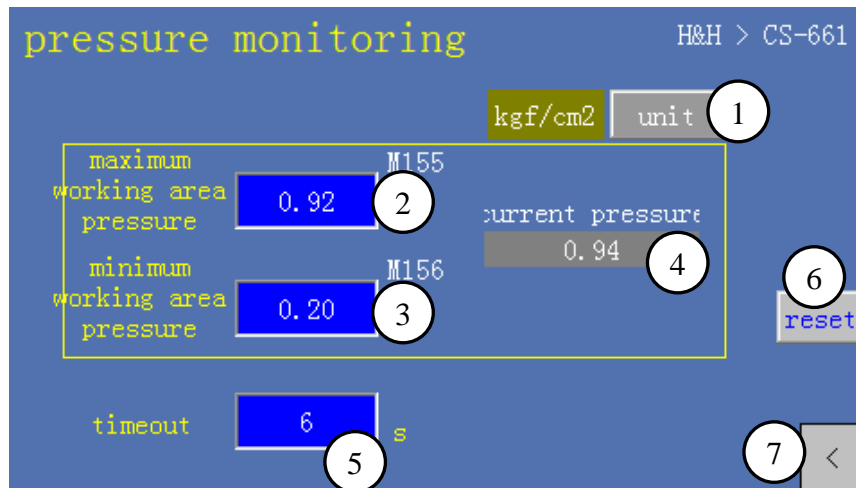 pressure monitoring
H&H > CS-661
kgf/cm2 unit 1
maximum
working area
pressure
M155
0.92 2
current pressure
0.94 4
minimum
working area
pressure
M156
0.20 3
6
reset
timeout 6 s
5
7 <